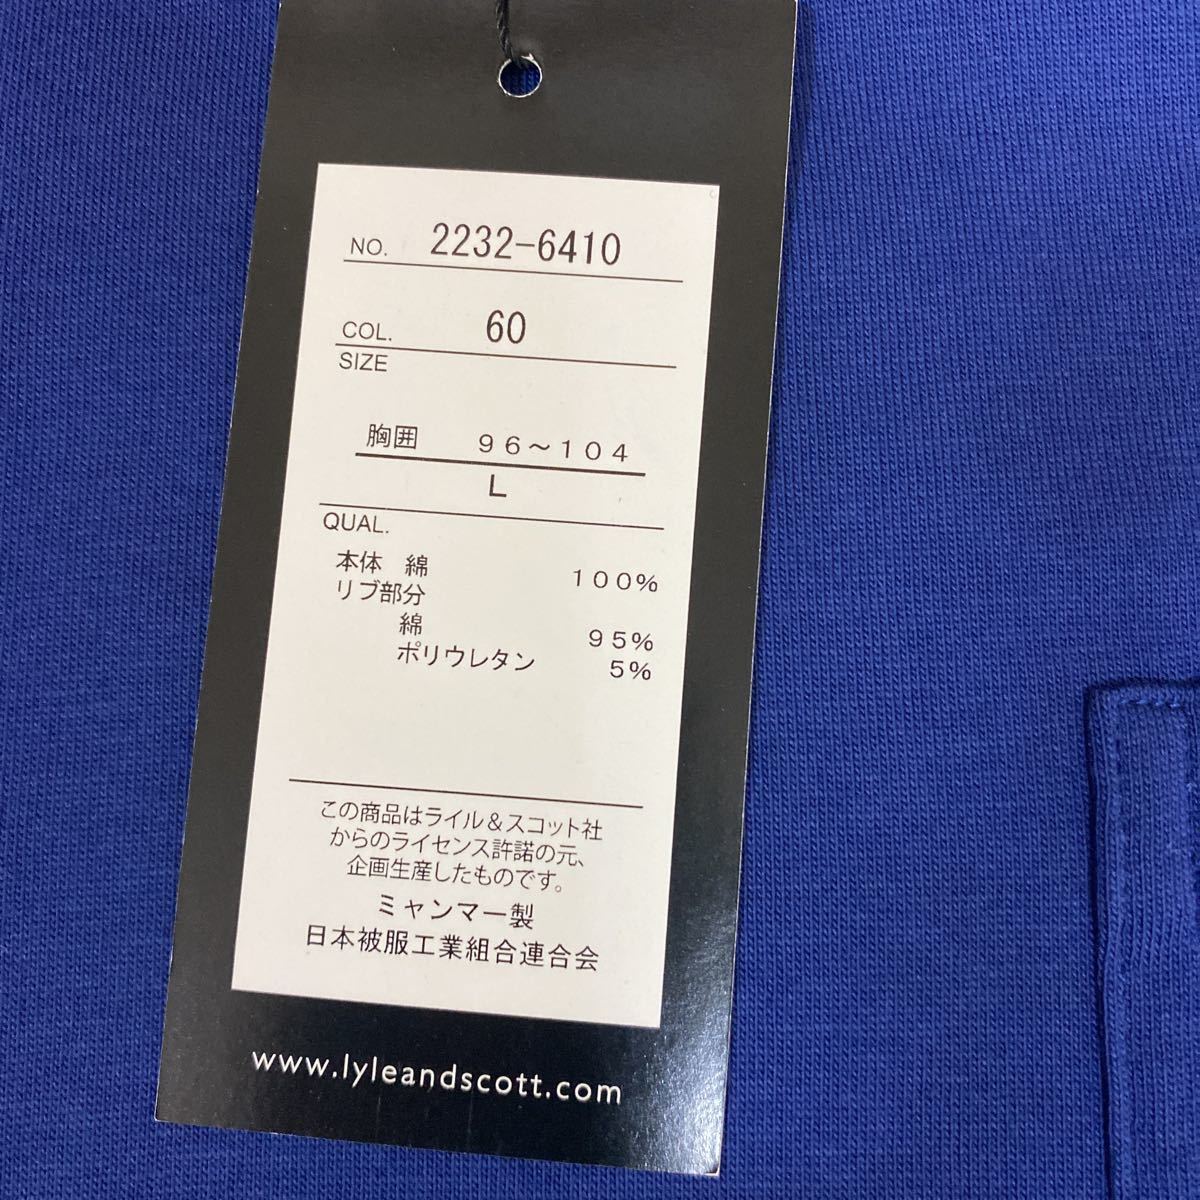 NO. 2232-6410
COL. 60
SIZE
胸囲 96～104
L
QUAL.
本体 綿 100%
リブ部分
綿 95%
ポリウレタン 5%
この商品はライル＆スコット社
からのライセンス許諾の元、
企画生産したものです。
ミャンマー製
日本被服工業組合連合会
www.lyleandscott.com